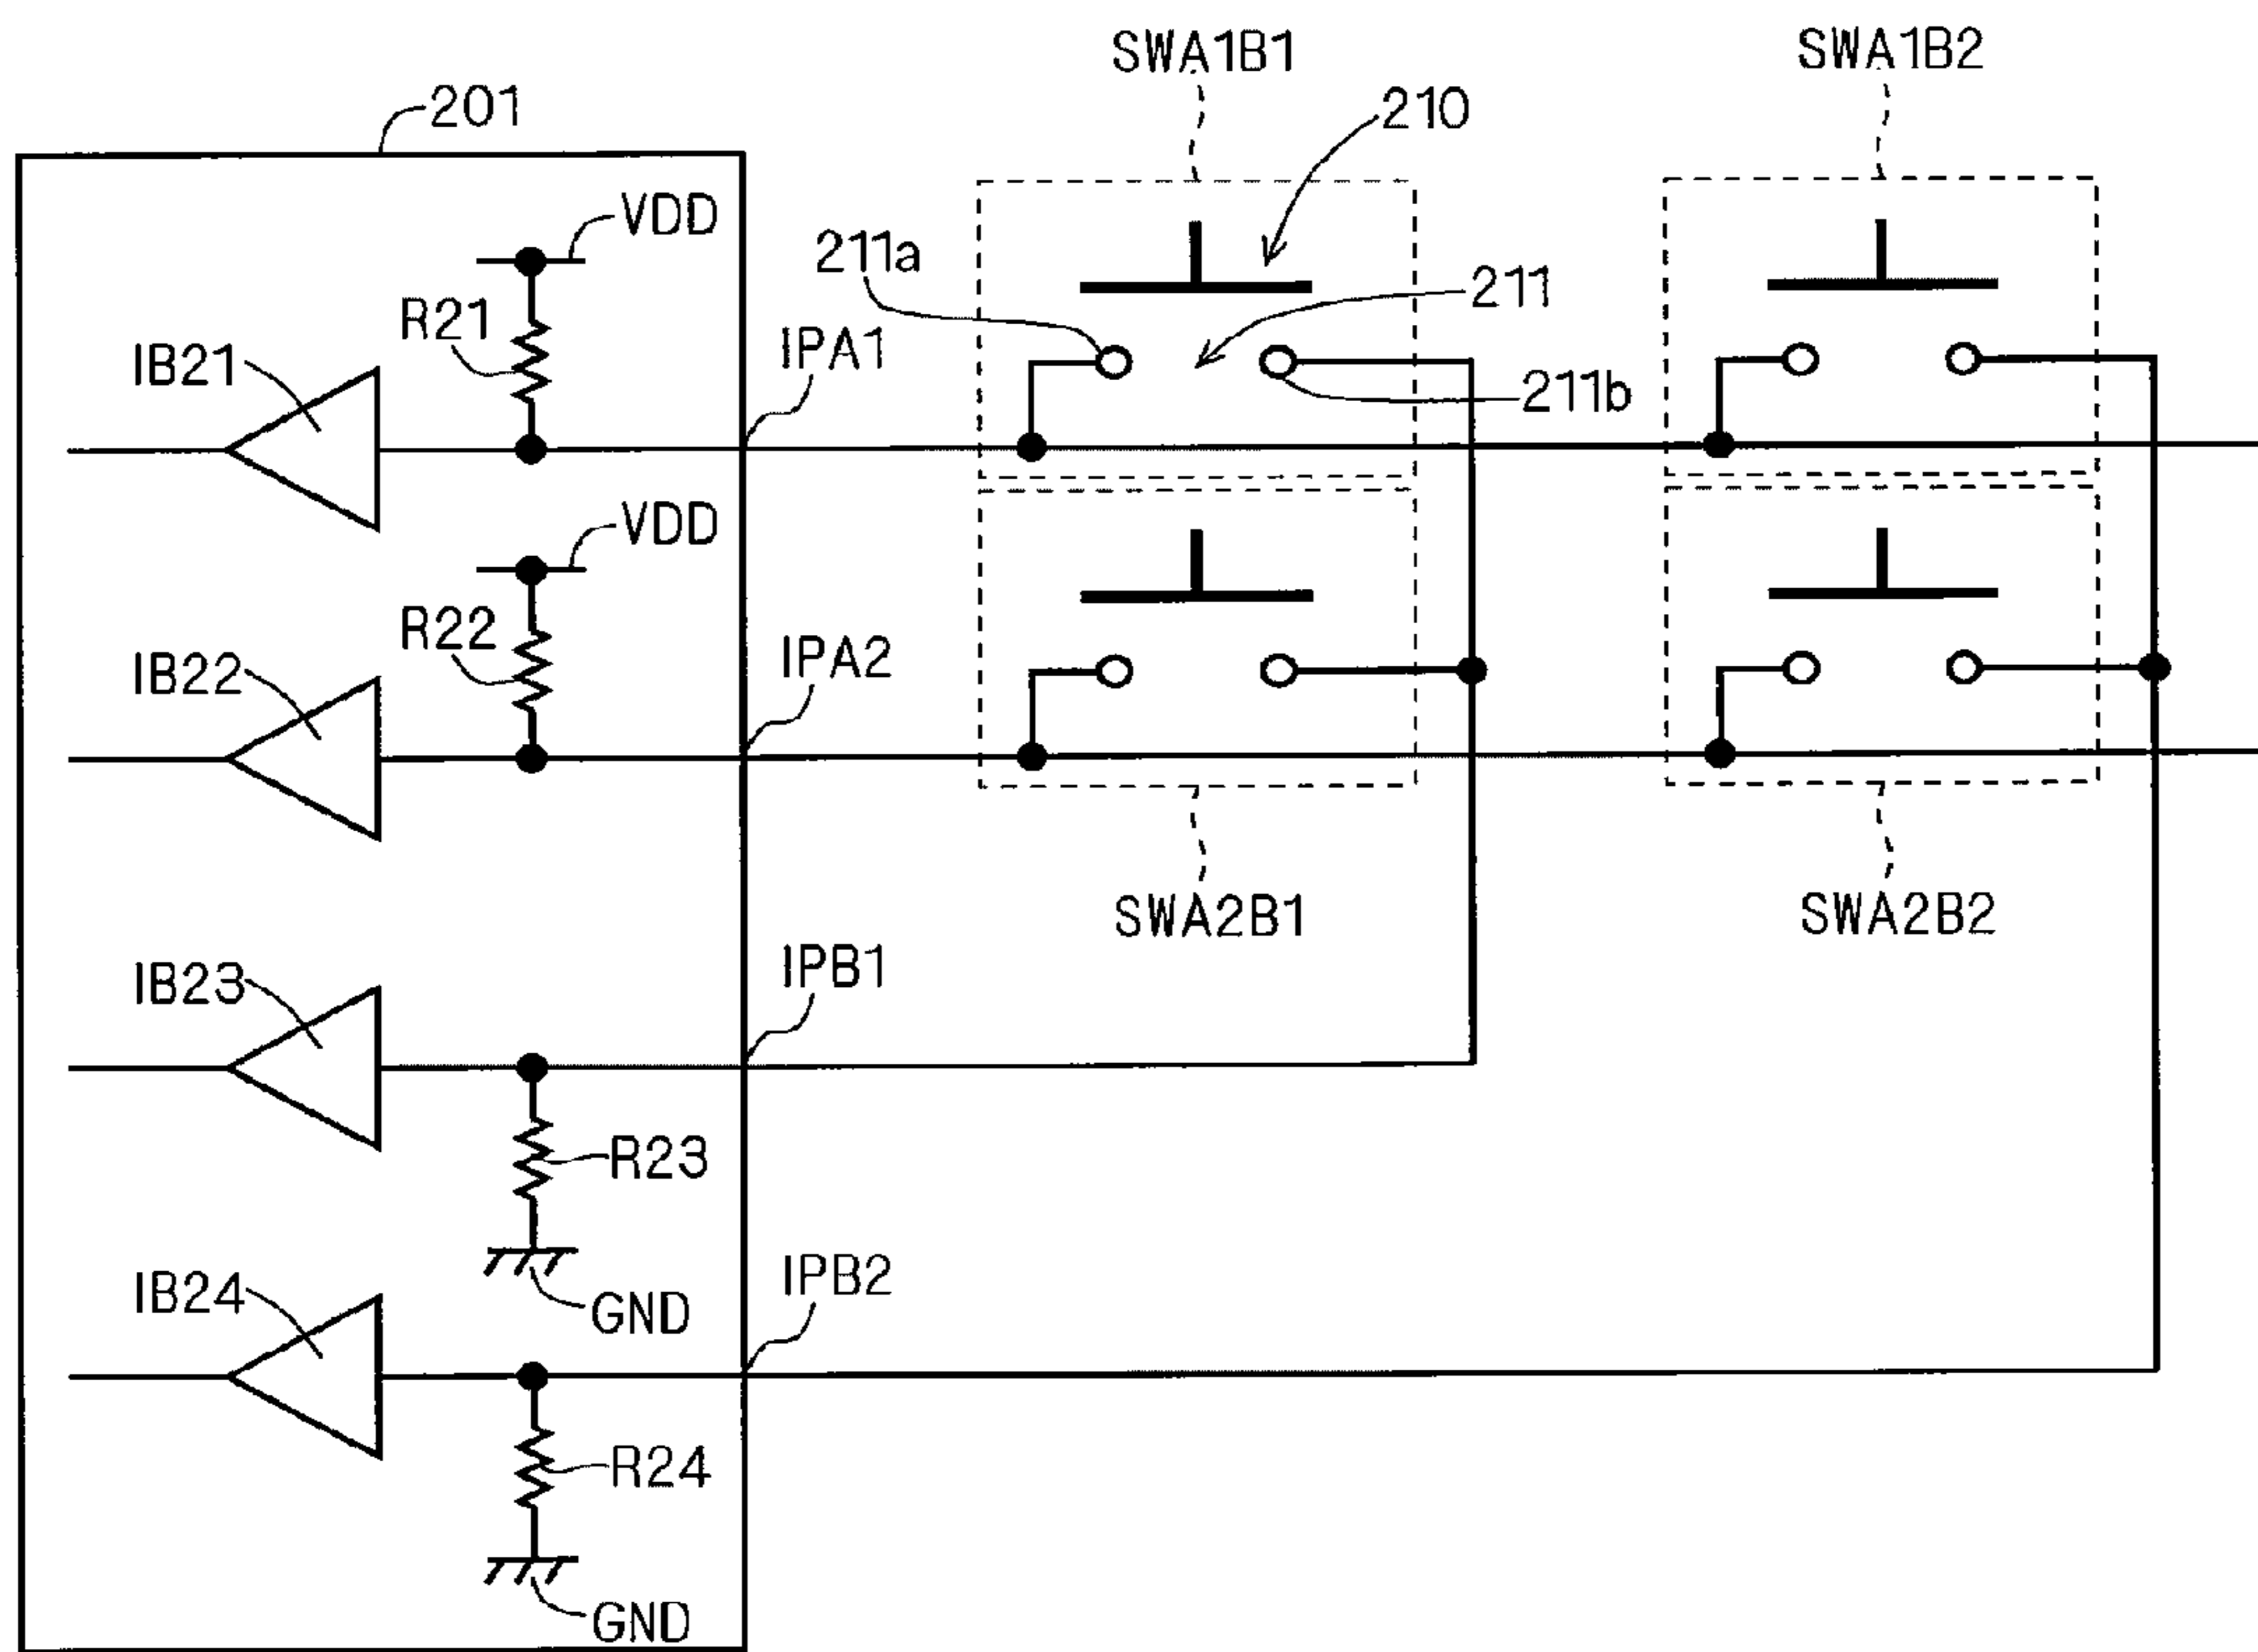 SWA1B1
SWA1B2
201
210
VDD
211a
211
R21
IPA1
IB21
211b
VDD
R22
IPA2
IB22
SWA2B1
SWA2B2
IPB1
IB23
R23
IPB2
IB24
GND
R24
GND